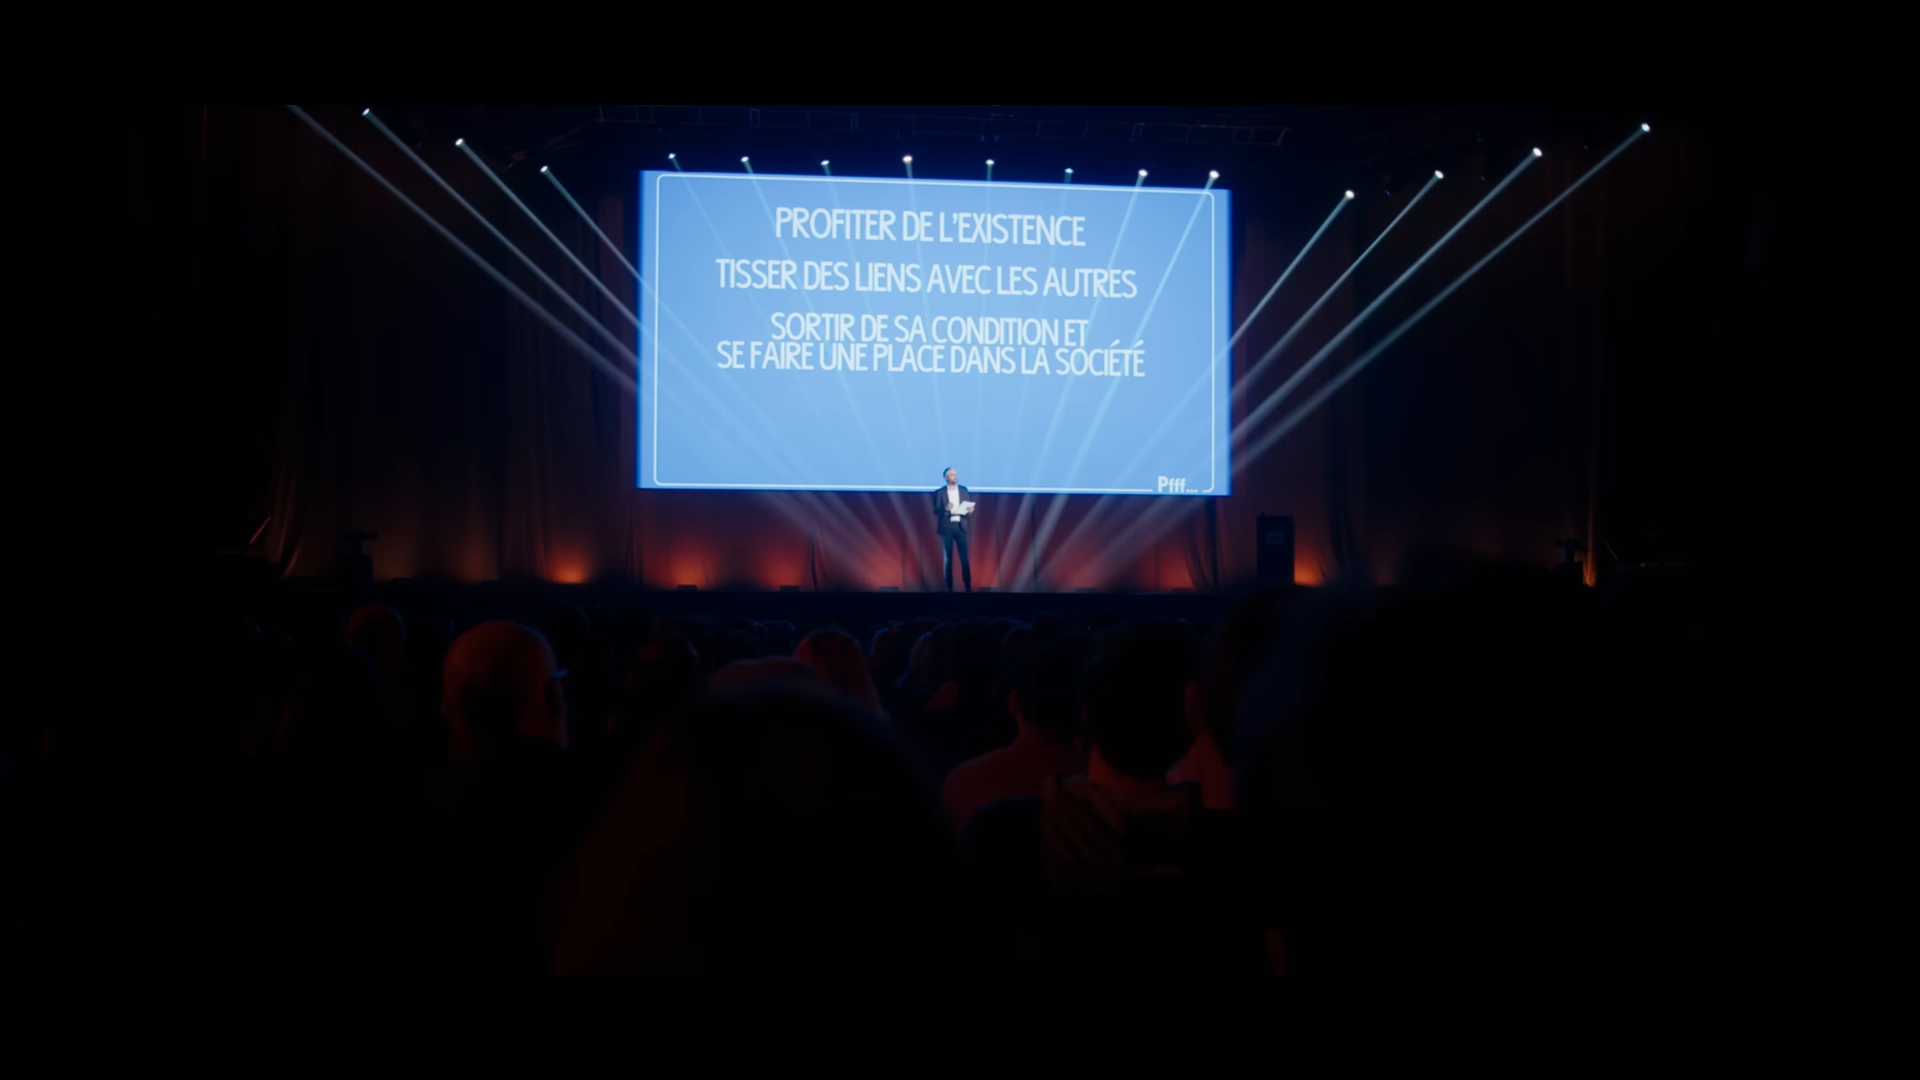 PROFITER DE L'EXISTENCE
TISSER DES LIENS AVEC LES AUTRES
SORTIR DE SA CONDITION ET
SE FAIRE UNE PLACE DANS LA SOCIÉTÉ
Pfff...